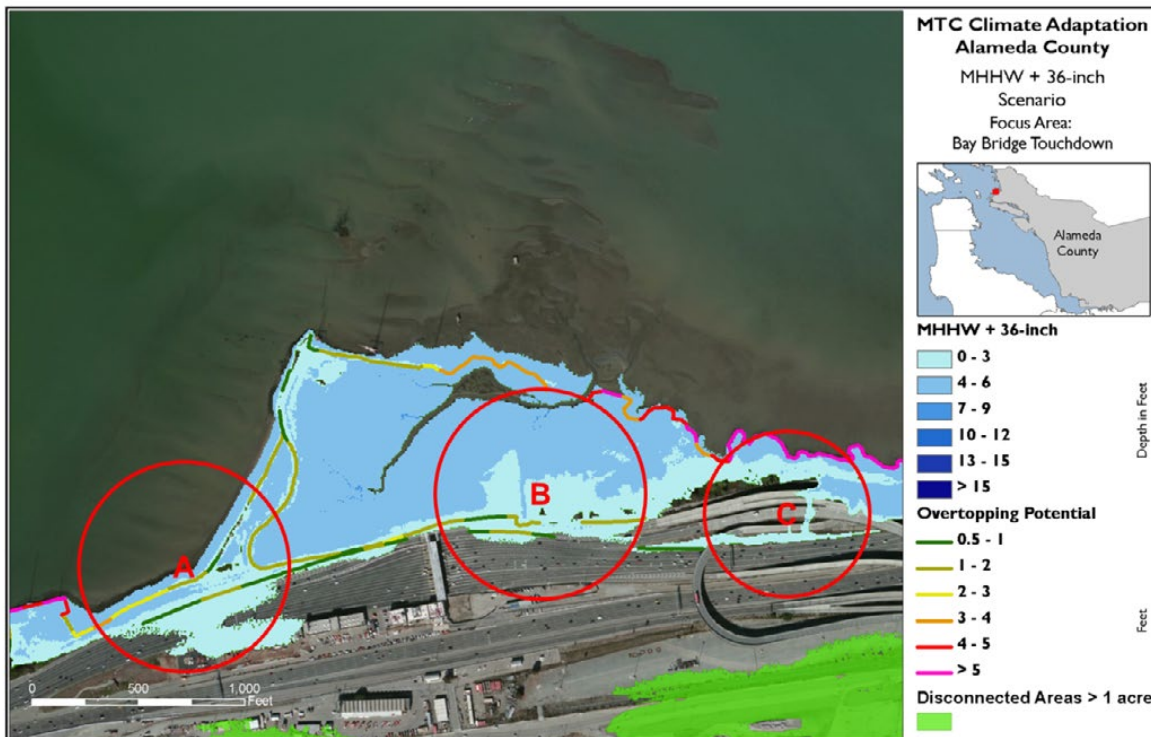 MTC Climate Adaptation
Alameda County
MHHW + 36-inch
Scenario
Focus Area:
Bay Bridge Touchdown
Alameda
County
MHHW + 36-inch
0 - 3
4 - 6
7 - 9
10 - 12
13 - 15
> 15
Depth in Feet
Overtopping Potential
0.5 - 1
1 - 2
2 - 3
3 - 4
4 - 5
> 5
Feet
Disconnected Areas > 1 acre
A
B
C
0 500 1,000
Feet